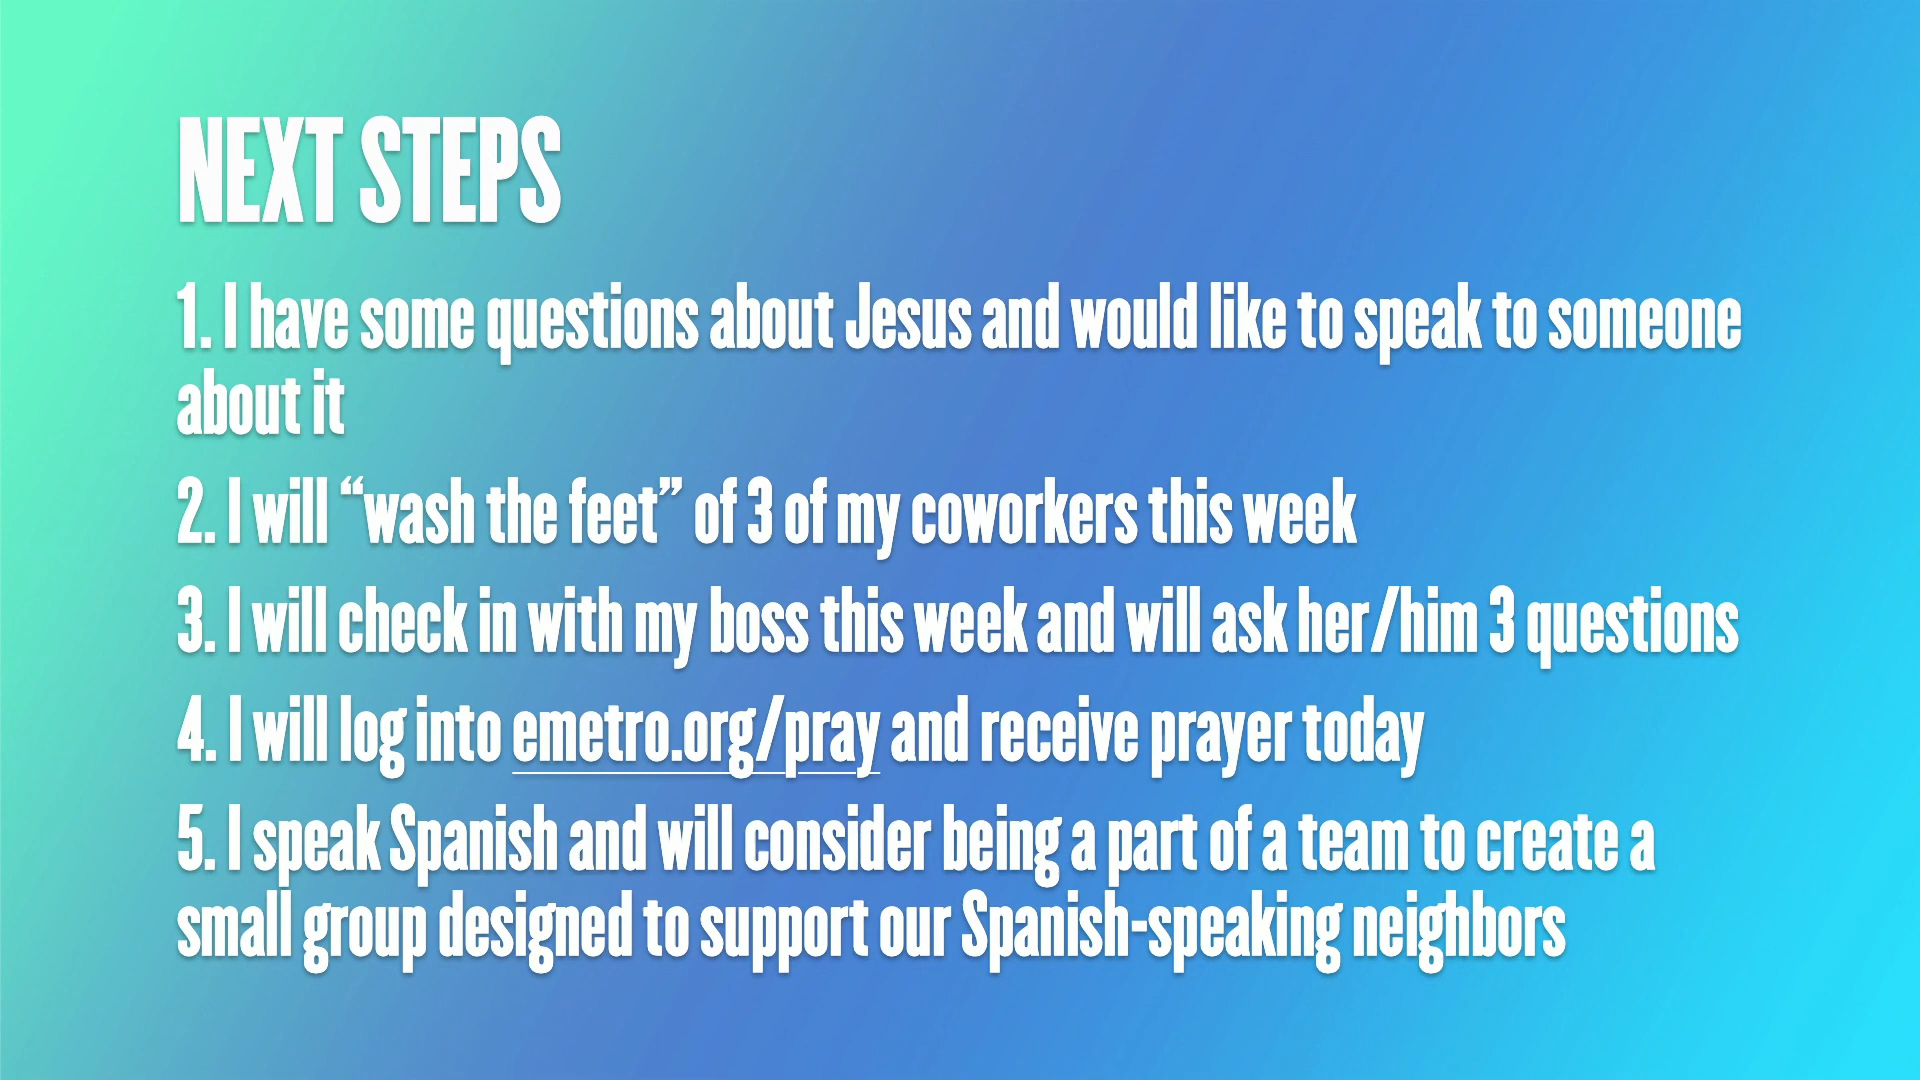 NEXT STEPS
1. I have some questions about Jesus and would like to speak to someone
about it
2. I will “wash the feet” of 3 of my coworkers this week
3. I will check in with my boss this week and will ask her/him 3 questions
4. I will log into emetro.org/pray and receive prayer today
5. I speak Spanish and will consider being a part of a team to create a
small group designed to support our Spanish-speaking neighbors